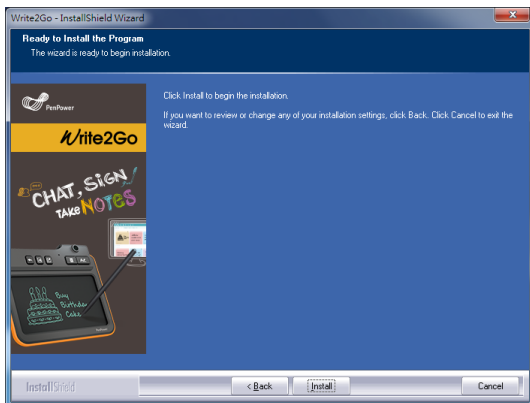 Write2Go - InstallShield Wizard
Ready to Install the Program
The wizard is ready to begin installation.
Click Install to begin the installation.
If you want to review or change any of your installation settings, click Back. Click Cancel to exit the
wizard.
PenPower
Write2Go
CHAT, SIGN/
TAKE NOTES
Buy
Birthday
Cake
InstallShield
< Back
Install
Cancel